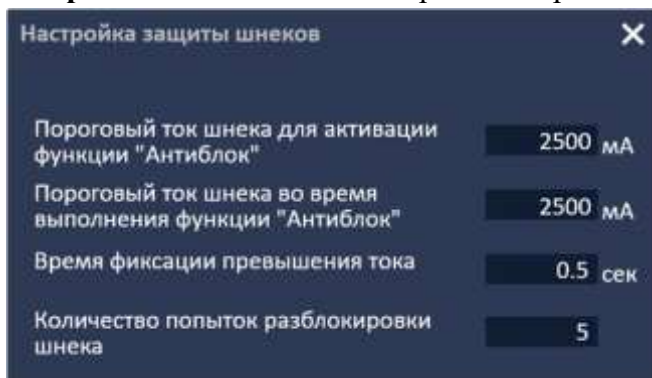 Настройка защиты шнеков
Пороговый ток шнека для активации
функции "Антиблок"
2500 мА
Пороговый ток шнека во время
выполнения функции "Антиблок"
2500 мА
Время фиксации превышения тока
0.5 сек
Количество попыток разблокировки
шнека
5